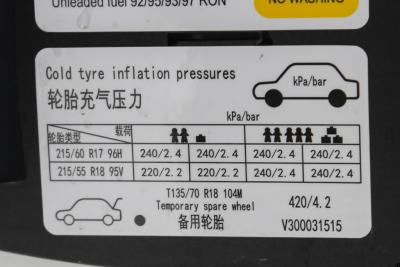 Unleaded fuel 92/95/93/97 RON
NO WASHING
Cold tyre inflation pressures
轮胎充气压力
kPa/bar
kPa/bar
轮胎类型 载荷
215/60 R17 96H 240/2.4 240/2.4 240/2.4 240/2.4
215/55 R18 95V 220/2.2 220/2.2 240/2.4 240/2.4
T135/70 R18 104M
Temporary spare wheel 420/4.2
备用轮胎 V300031515